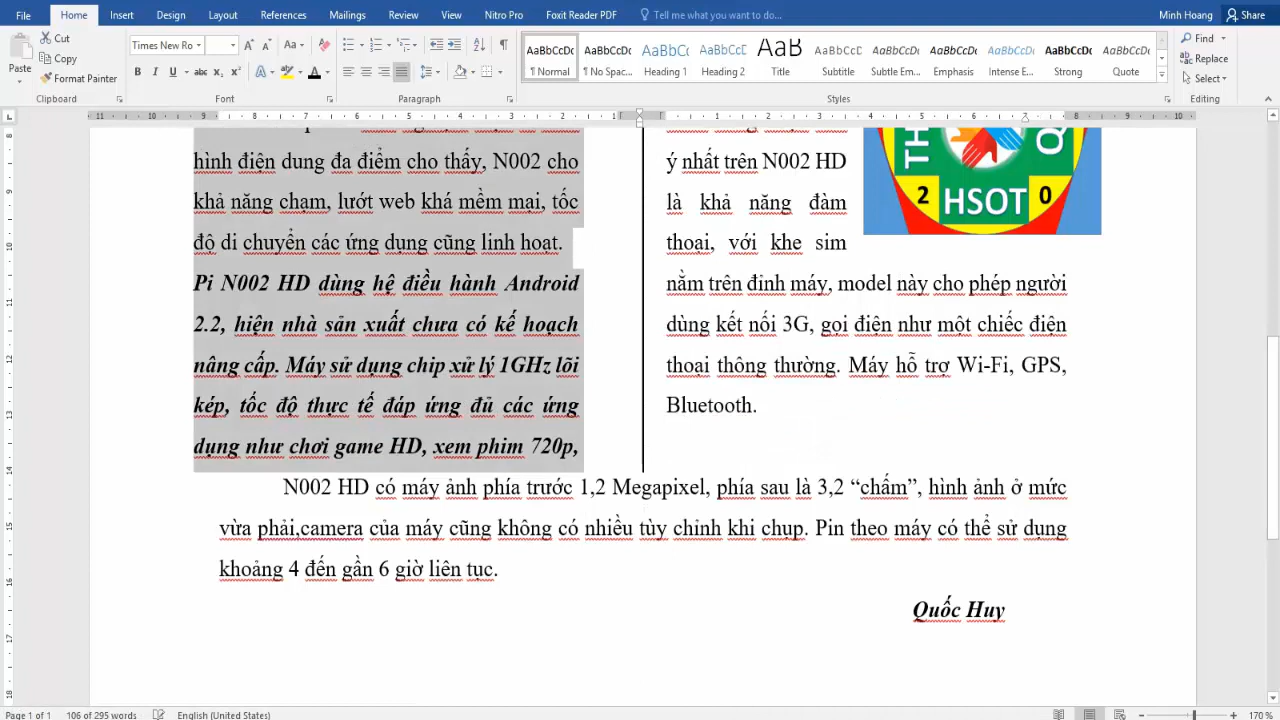 File Home Insert Design Layout References Mailings Review View Nitro Pro Foxit Reader PDF Tell me what you want to do... Minh Hoang Share
Paste Cut Copy Format Painter
Times New Ro
AaBbCcDc AaBbCcDc AaBbCc AaBbCcD AaB AaBbCcD AaBbCcDc AaBbCcDc AaBbCcDc AaBbCcDc AaBbCcDc
¶ Normal ¶ No Spac... Heading 1 Heading 2 Title Subtitle Subtle Em... Emphasis Intense E... Strong Quote
Find Replace Select
Clipboard Font Paragraph Styles Editing
hình điện dung đa điểm cho thấy, N002 cho
khả năng chạm, lướt web khá mềm mại, tốc
độ di chuyển các ứng dụng cũng linh hoạt.
Pi N002 HD dùng hệ điều hành Android
2.2, hiện nhà sản xuất chưa có kế hoạch
nâng cấp. Máy sử dụng chip xử lý 1GHz lõi
kép, tốc độ thực tế đáp ứng đủ các ứng
dụng như chơi game HD, xem phim 720p,
ý nhất trên N002 HD
là khả năng đàm
thoại, với khe sim
nằm trên đỉnh máy, model này cho phép người
dùng kết nối 3G, gọi điện như một chiếc điện
thoại thông thường. Máy hỗ trợ Wi-Fi, GPS,
Bluetooth.
TH Q
2 HSOT 0
N002 HD có máy ảnh phía trước 1,2 Megapixel, phía sau là 3,2 “chấm”, hình ảnh ở mức
vừa phải,camera của máy cũng không có nhiều tùy chỉnh khi chụp. Pin theo máy có thể sử dụng
khoảng 4 đến gần 6 giờ liên tục.
Quốc Huy
Page 1 of 1 106 of 295 words English (United States) 170 %